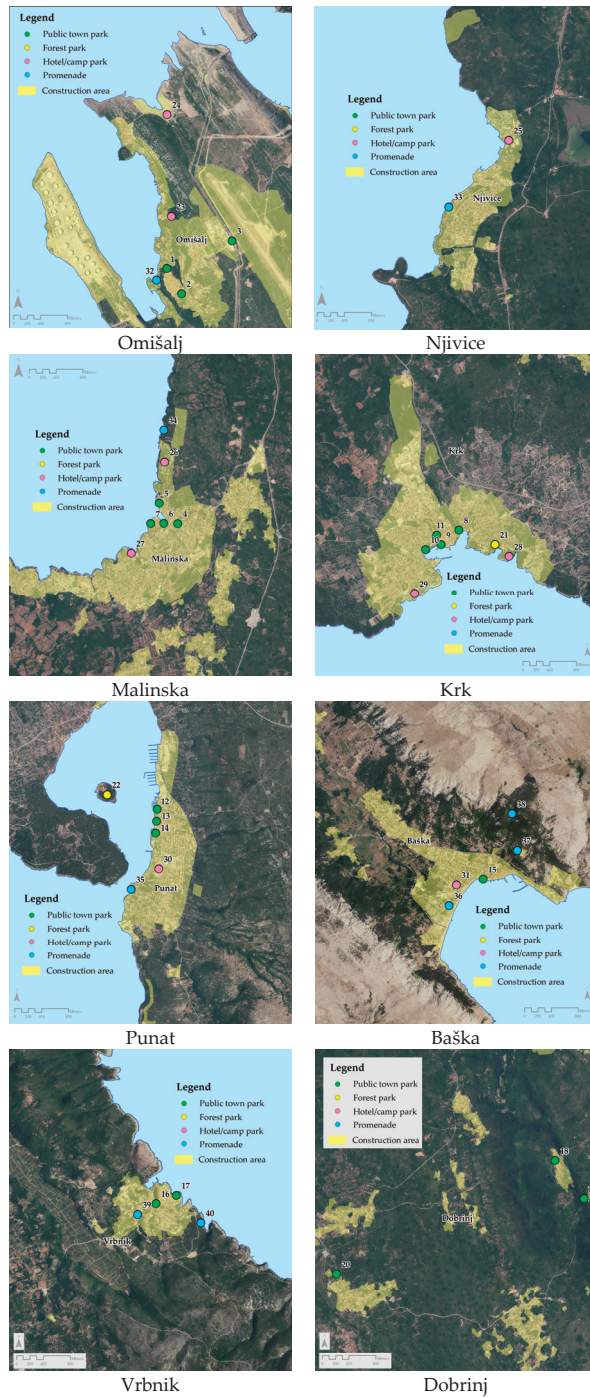 Legend
Public town park
Forest park
Hotel/camp park
Promenade
Construction area
24
23
3
Omišalj
1
32
2
Omišalj
Legend
Public town park
Forest park
Hotel/camp park
Promenade
Construction area
25
33
Njivice
Njivice
Legend
Public town park
Forest park
Hotel/camp park
Promenade
Construction area
34
26
5
7 6 4
27
Malinska
Malinska
Krk
8
11
9
10
21
28
29
Legend
Public town park
Forest park
Hotel/camp park
Promenade
Construction area
Krk
22
12
13
14
30
Punat
35
Legend
Public town park
Forest park
Hotel/camp park
Promenade
Construction area
Punat
38
37
Baška
15
31
36
Legend
Public town park
Forest park
Hotel/camp park
Promenade
Construction area
Baška
Legend
Public town park
Forest park
Hotel/camp park
Promenade
Construction area
17
16
39
40
Vrbnik
Vrbnik
Legend
Public town park
Forest park
Hotel/camp park
Promenade
Construction area
18
Dobrinj
20
Dobrinj